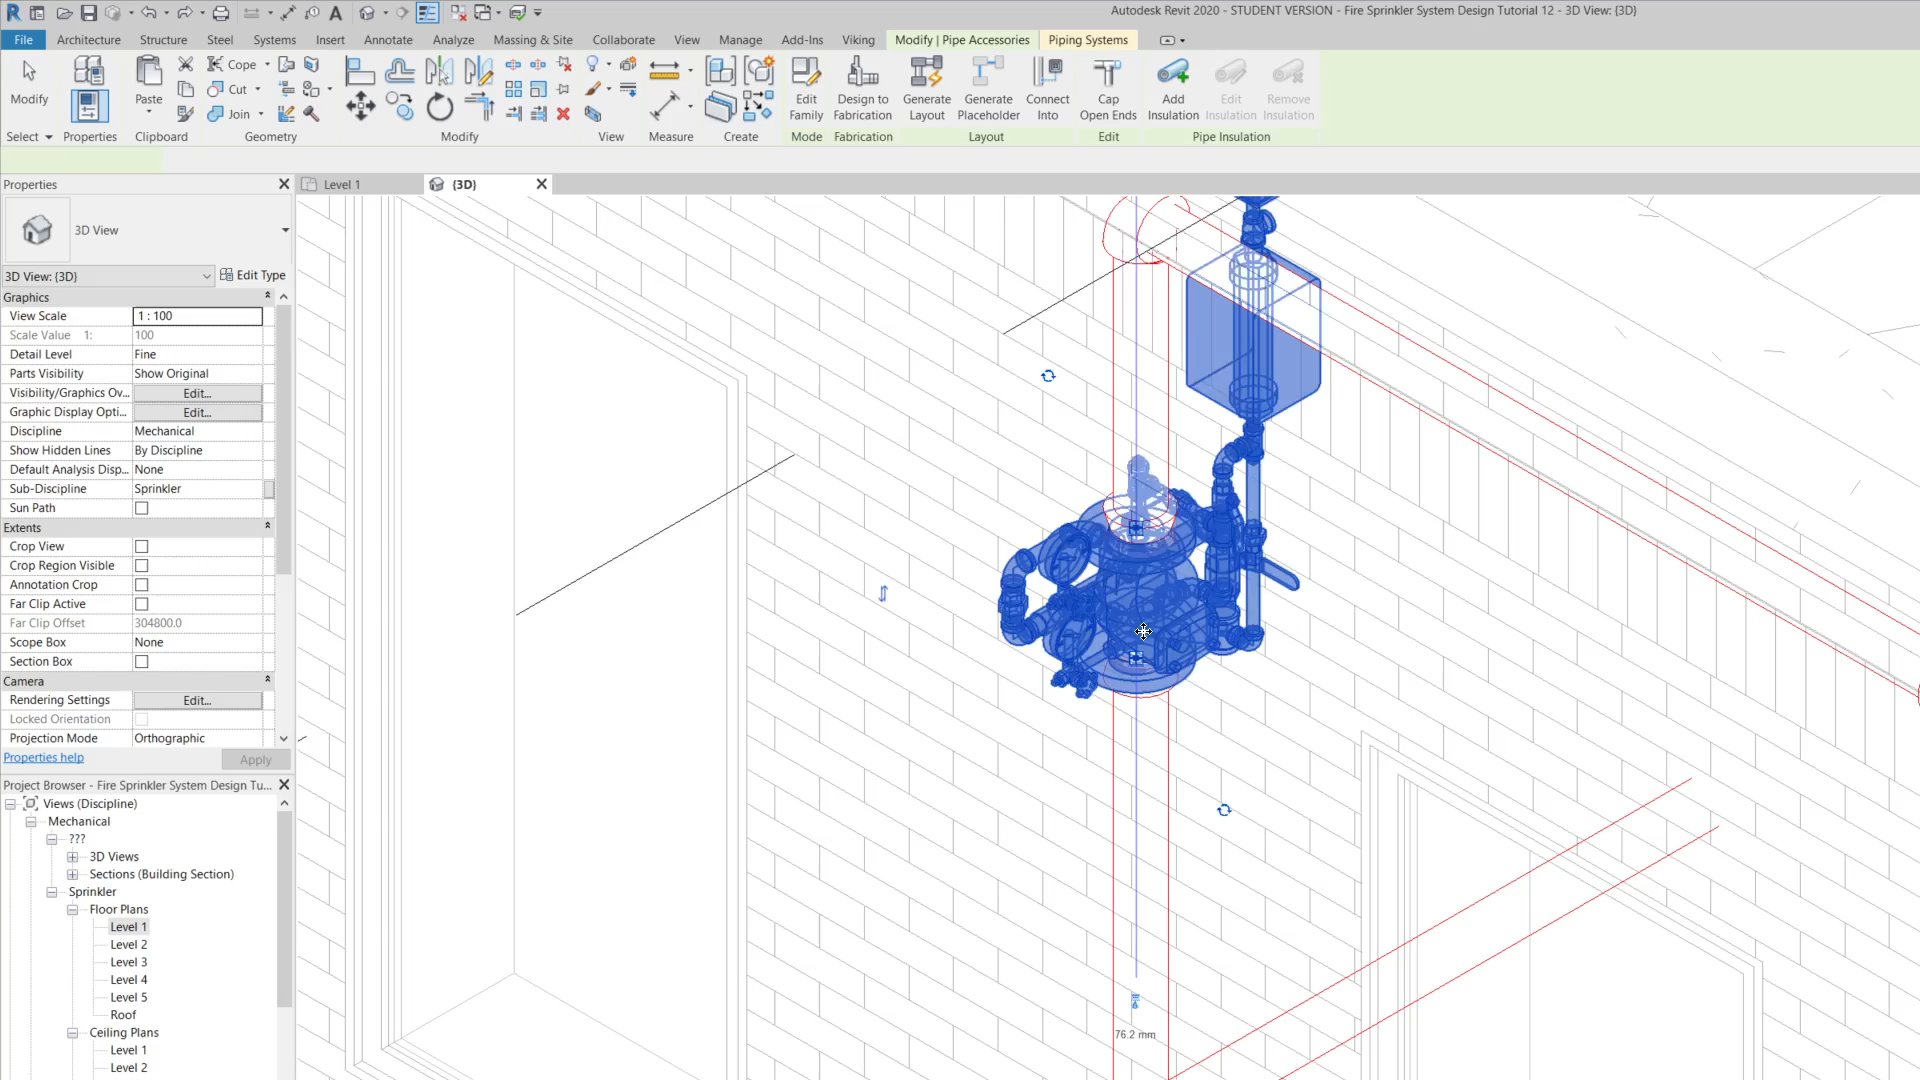 Autodesk Revit 2020 - STUDENT VERSION - Fire Sprinkler System Design Tutorial 12 - 3D View: {3D}
File Architecture Structure Steel Systems Insert Annotate Analyze Massing & Site Collaborate View Manage Add-Ins Viking Modify | Pipe Accessories Piping Systems
Modify
Paste
Cope
Cut
Join
Edit Family
Design to Fabrication
Generate Layout
Generate Placeholder
Connect Into
Cap Open Ends
Add Insulation
Edit Insulation
Remove Insulation
Select Properties Clipboard Geometry Modify View Measure Create Mode Fabrication Layout Edit Pipe Insulation
Properties
Level 1
{3D}
3D View
3D View: {3D}
Edit Type
Graphics
View Scale 1 : 100
Scale Value 1: 100
Detail Level Fine
Parts Visibility Show Original
Visibility/Graphics Ov... Edit...
Graphic Display Opti... Edit...
Discipline Mechanical
Show Hidden Lines By Discipline
Default Analysis Disp... None
Sub-Discipline Sprinkler
Sun Path
Extents
Crop View
Crop Region Visible
Annotation Crop
Far Clip Active
Far Clip Offset 304800.0
Scope Box None
Section Box
Camera
Rendering Settings Edit...
Locked Orientation
Projection Mode Orthographic
Properties help
Apply
Project Browser - Fire Sprinkler System Design Tu...
Views (Discipline)
Mechanical
???
3D Views
Sections (Building Section)
Sprinkler
Floor Plans
Level 1
Level 2
Level 3
Level 4
Level 5
Roof
Ceiling Plans
Level 1
Level 2
76.2 mm